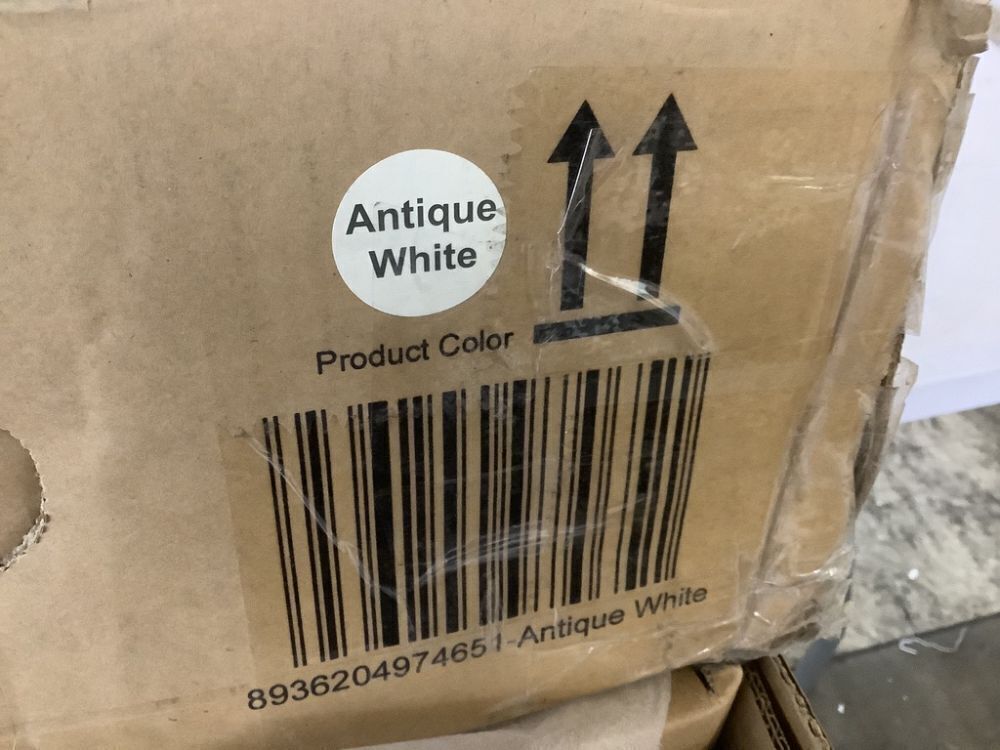 Antique
White
Product Color
8936204974651-Antique White